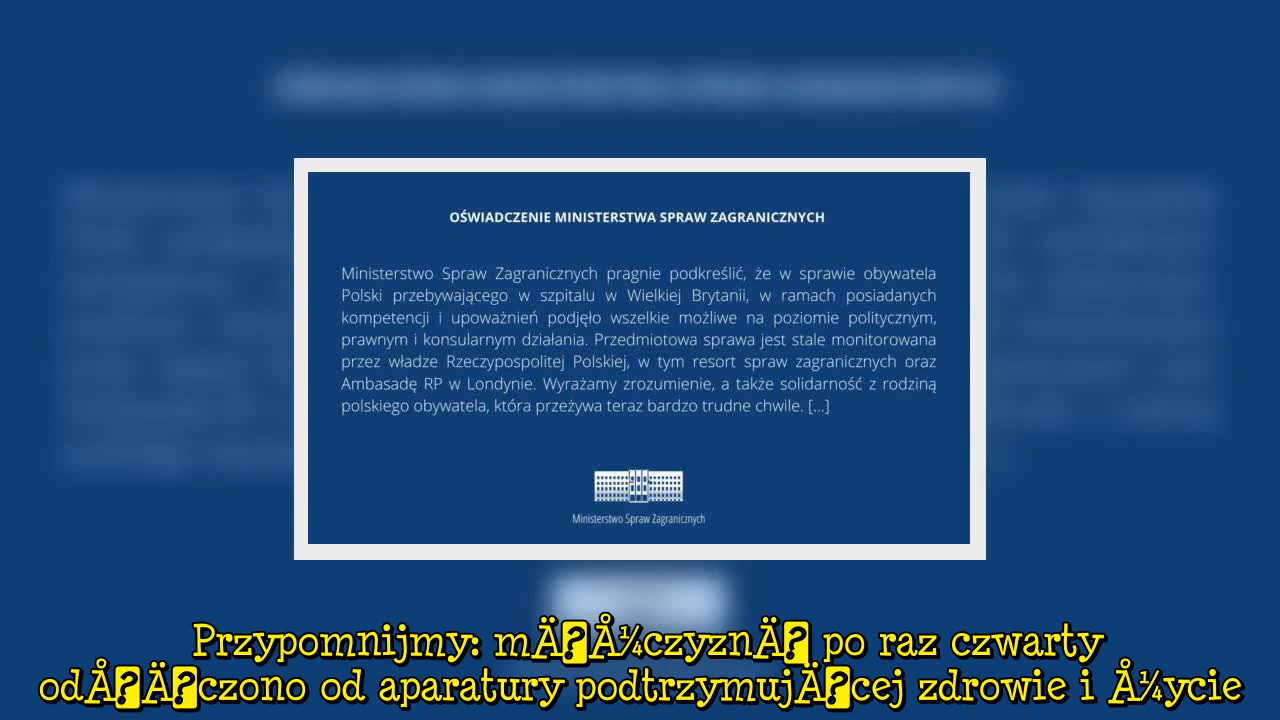 OŚWIADCZENIE MINISTERSTWA SPRAW ZAGRANICZNYCH
Ministerstwo Spraw Zagranicznych pragnie podkreślić, że w sprawie obywatela
Polski przebywającego w szpitalu w Wielkiej Brytanii, w ramach posiadanych
kompetencji i upoważnień podjęło wszelkie możliwe na poziomie politycznym,
prawnym i konsularnym działania. Przedmiotowa sprawa jest stale monitorowana
przez władze Rzeczypospolitej Polskiej, w tym resort spraw zagranicznych oraz
Ambasadę RP w Londynie. Wyrażamy zrozumienie, a także solidarność z rodziną
polskiego obywatela, która przeżywa teraz bardzo trudne chwile. [...]
Ministerstwo Spraw Zagranicznych
Przypomnijmy: mÄ�Å¼czyznÄ� po raz czwarty
odÅ�Ä�czono od aparatury podtrzymujÄ�cej zdrowie i Å¼ycie